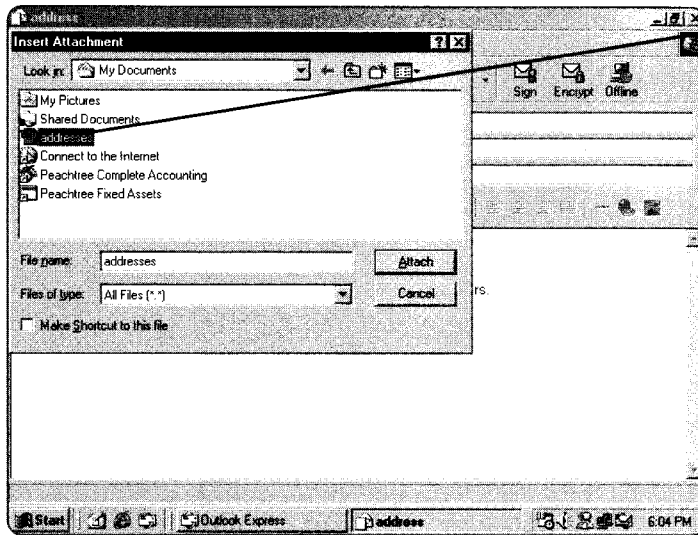 address
Insert Attachment
Look in: My Documents
My Pictures
Shared Documents
addresses
Connect to the Internet
Peachtree Complete Accounting
Peachtree Fixed Assets
File name: addresses Attach
Files of type: All Files (*.*) Cancel
Make Shortcut to this file
Sign Encrypt Offline
rs.
Start Outlook Express address 6:04 PM